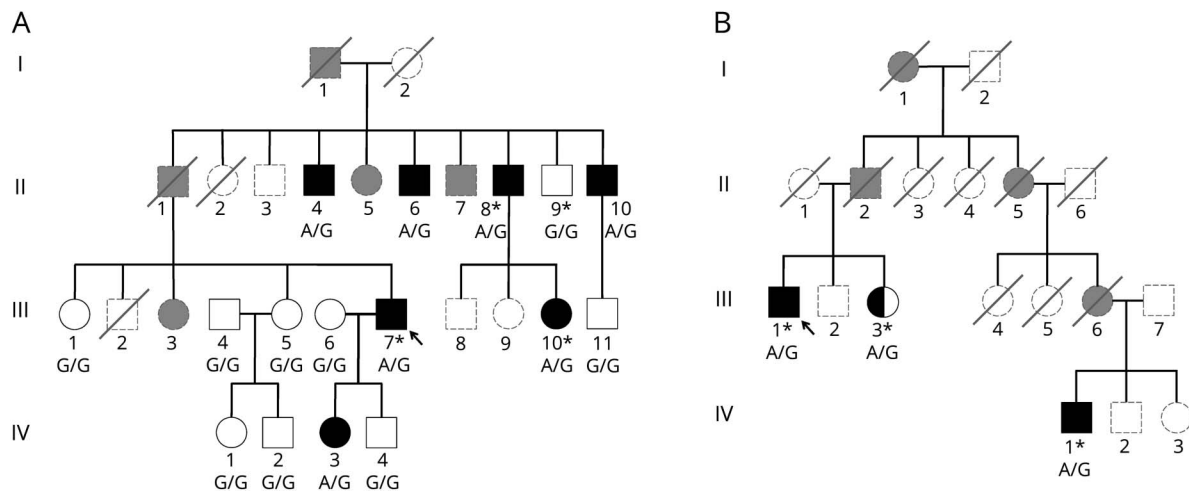 A B
I I
1 2 1 2
II II
1 2 3 4 5 6 7 8* 9* 10 1 2 3 4 5 6
A/G A/G A/G G/G A/G
III III
1 2 3 4 5 6 7* 8 9 10* 11 1* 2 3* 4 5 6 7
G/G G/G G/G G/G A/G A/G G/G A/G A/G
IV IV
1 2 3 4 1* 2 3
G/G G/G A/G G/G A/G